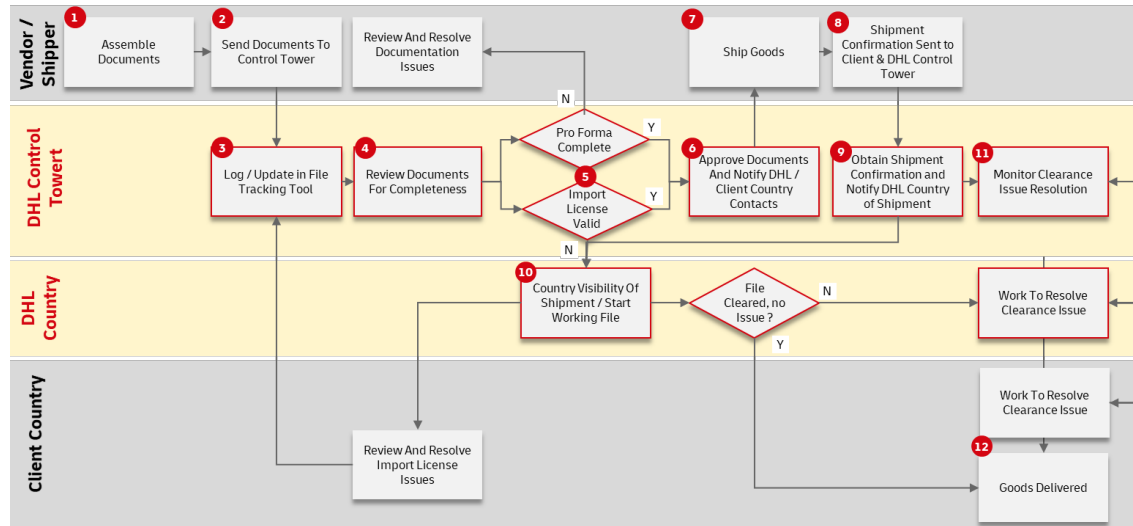 Vendor /
Shipper
1
Assemble
Documents
2
Send Documents To
Control Tower
Review And Resolve
Documentation
Issues
7
Ship Goods
8
Shipment
Confirmation Sent to
Client & DHL Control
Tower
DHL Control
Towert
3
Log / Update in File
Tracking Tool
4
Review Documents
For Completeness
N
Pro Forma
Complete
Y
5
Import
License
Valid
Y
N
6
Approve Documents
And Notify DHL /
Client Country
Contacts
9
Obtain Shipment
Confirmation and
Notify DHL Country
of Shipment
11
Monitor Clearance
Issue Resolution
DHL
Country
10
Country Visibility Of
Shipment / Start
Working File
File
Cleared, no
Issue ?
N
Y
Work To Resolve
Clearance Issue
Client Country
Review And Resolve
Import License
Issues
Work To Resolve
Clearance Issue
12
Goods Delivered